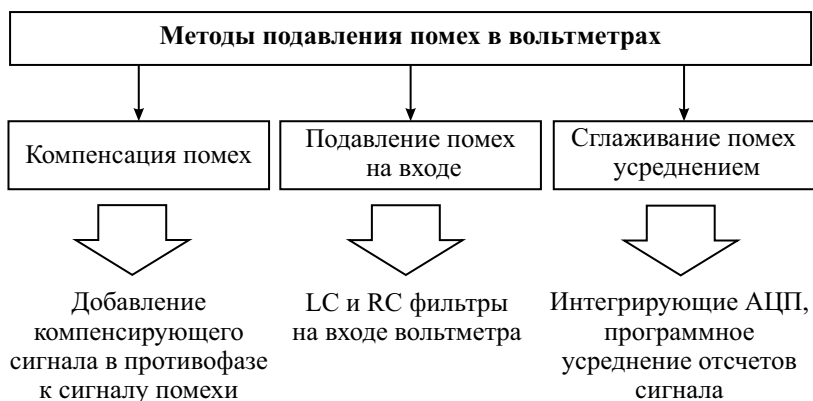 Методы подавления помех в вольтметрах
Компенсация помех
Подавление помех
на входе
Сглаживание помех
усреднением
Добавление
компенсирующего
сигнала в противофазе
к сигналу помехи
LC и RC фильтры
на входе вольтметра
Интегрирующие АЦП,
программное
усреднение отсчетов
сигнала